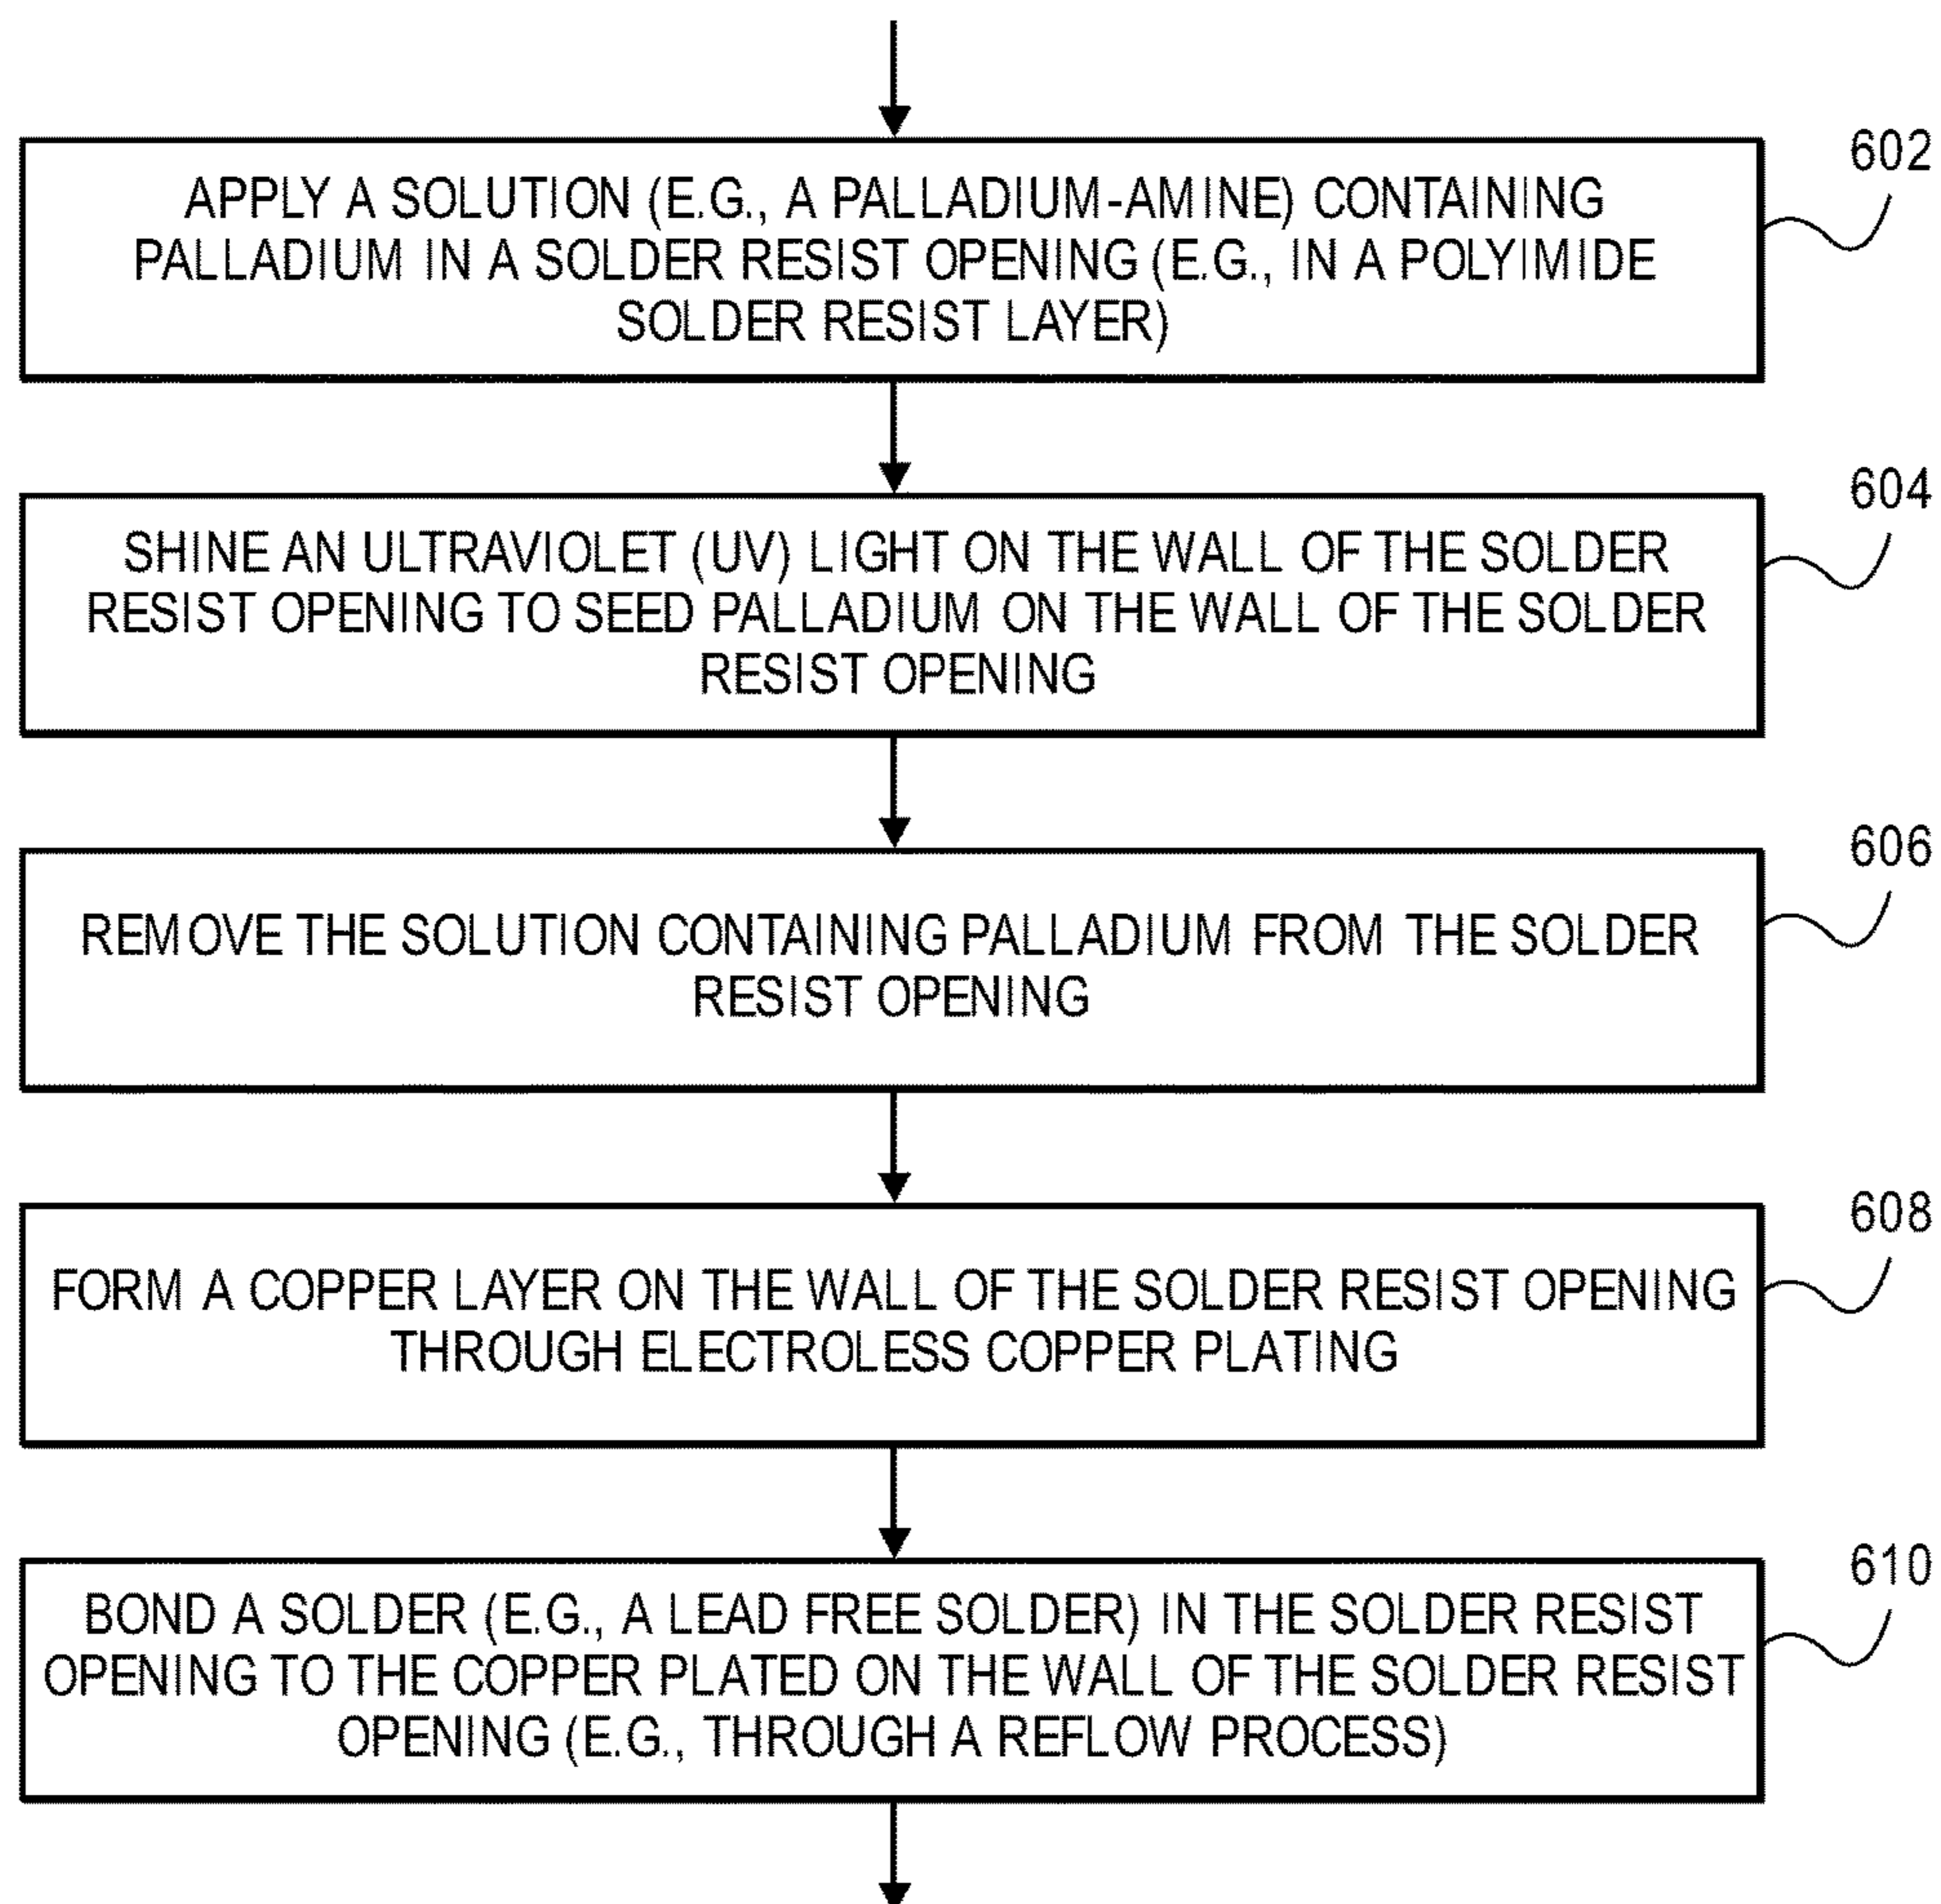 602
APPLY A SOLUTION (E.G., A PALLADIUM-AMINE) CONTAINING
PALLADIUM IN A SOLDER RESIST OPENING (E.G., IN A POLYIMIDE
SOLDER RESIST LAYER)
604
SHINE AN ULTRAVIOLET (UV) LIGHT ON THE WALL OF THE SOLDER
RESIST OPENING TO SEED PALLADIUM ON THE WALL OF THE SOLDER
RESIST OPENING
606
REMOVE THE SOLUTION CONTAINING PALLADIUM FROM THE SOLDER
RESIST OPENING
608
FORM A COPPER LAYER ON THE WALL OF THE SOLDER RESIST OPENING
THROUGH ELECTROLESS COPPER PLATING
610
BOND A SOLDER (E.G., A LEAD FREE SOLDER) IN THE SOLDER RESIST
OPENING TO THE COPPER PLATED ON THE WALL OF THE SOLDER RESIST
OPENING (E.G., THROUGH A REFLOW PROCESS)